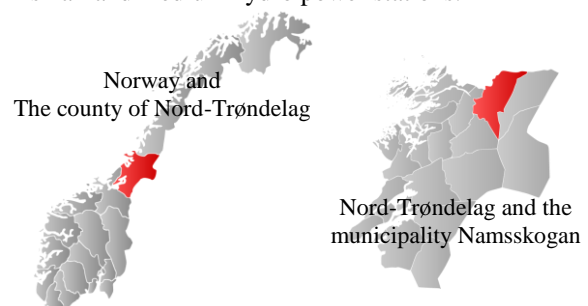 Norway and
The county of Nord-Trøndelag
Nord-Trøndelag and the
municipality Namsskogan